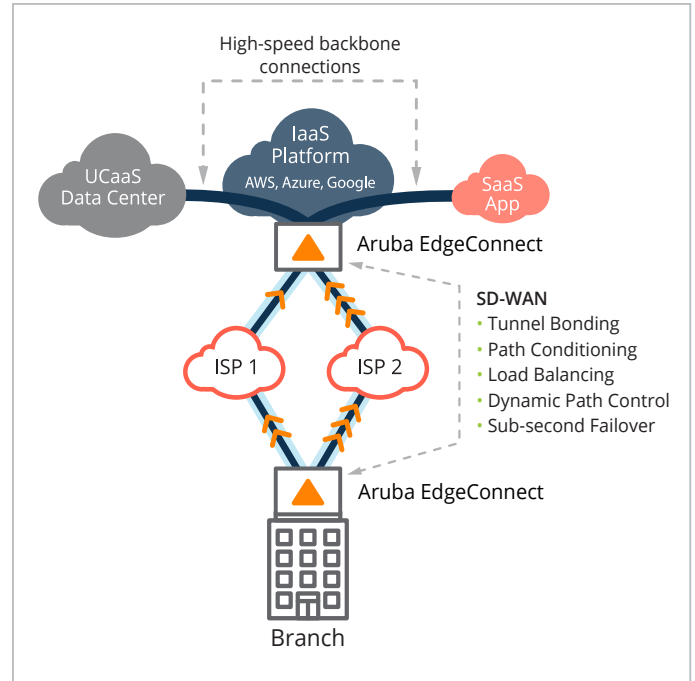 High-speed backbone
connections
IaaS
Platform
AWS, Azure, Google
UCaaS
Data Center
SaaS
App
Aruba EdgeConnect
SD-WAN
• Tunnel Bonding
• Path Conditioning
• Load Balancing
• Dynamic Path Control
• Sub-second Failover
ISP 1
ISP 2
Aruba EdgeConnect
Branch